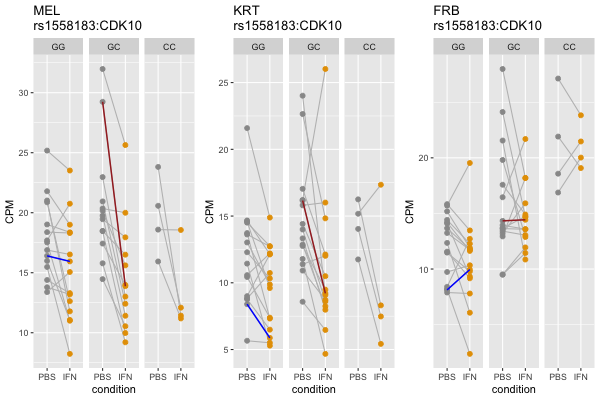 MEL
rs1558183:CDK10
GG GC CC
CPM
30
25
20
15
10
PBS IFN PBS IFN PBS IFN
condition
KRT
rs1558183:CDK10
GG GC CC
CPM
25
20
15
10
5
PBS IFN PBS IFN PBS IFN
condition
FRB
rs1558183:CDK10
GG GC CC
CPM
20
10
PBS IFN PBS IFN PBS IFN
condition